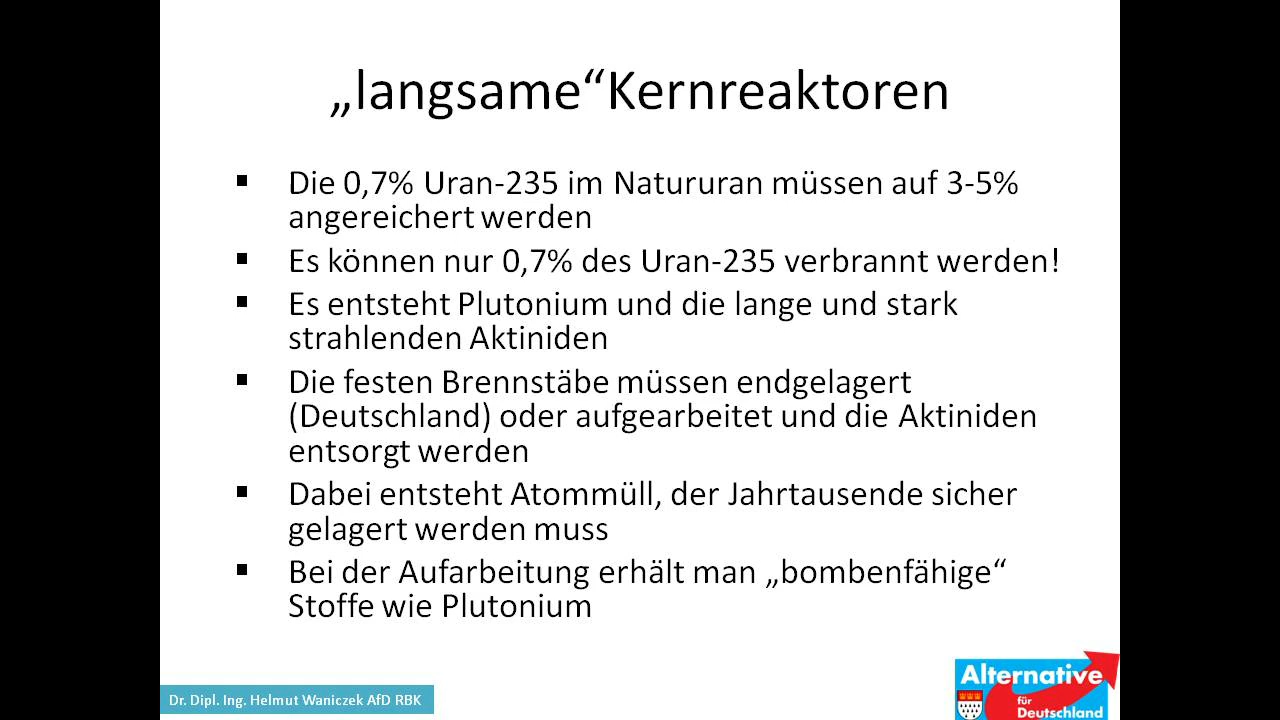 „langsame“Kernreaktoren
▪ Die 0,7% Uran-235 im Natururan müssen auf 3-5%
angereichert werden
▪ Es können nur 0,7% des Uran-235 verbrannt werden!
▪ Es entsteht Plutonium und die lange und stark
strahlenden Aktiniden
▪ Die festen Brennstäbe müssen endgelagert
(Deutschland) oder aufgearbeitet und die Aktiniden
entsorgt werden
▪ Dabei entsteht Atommüll, der Jahrtausende sicher
gelagert werden muss
▪ Bei der Aufarbeitung erhält man „bombenfähige“
Stoffe wie Plutonium
Dr. Dipl. Ing. Helmut Waniczek AfD RBK
Alternative
für
Deutschland